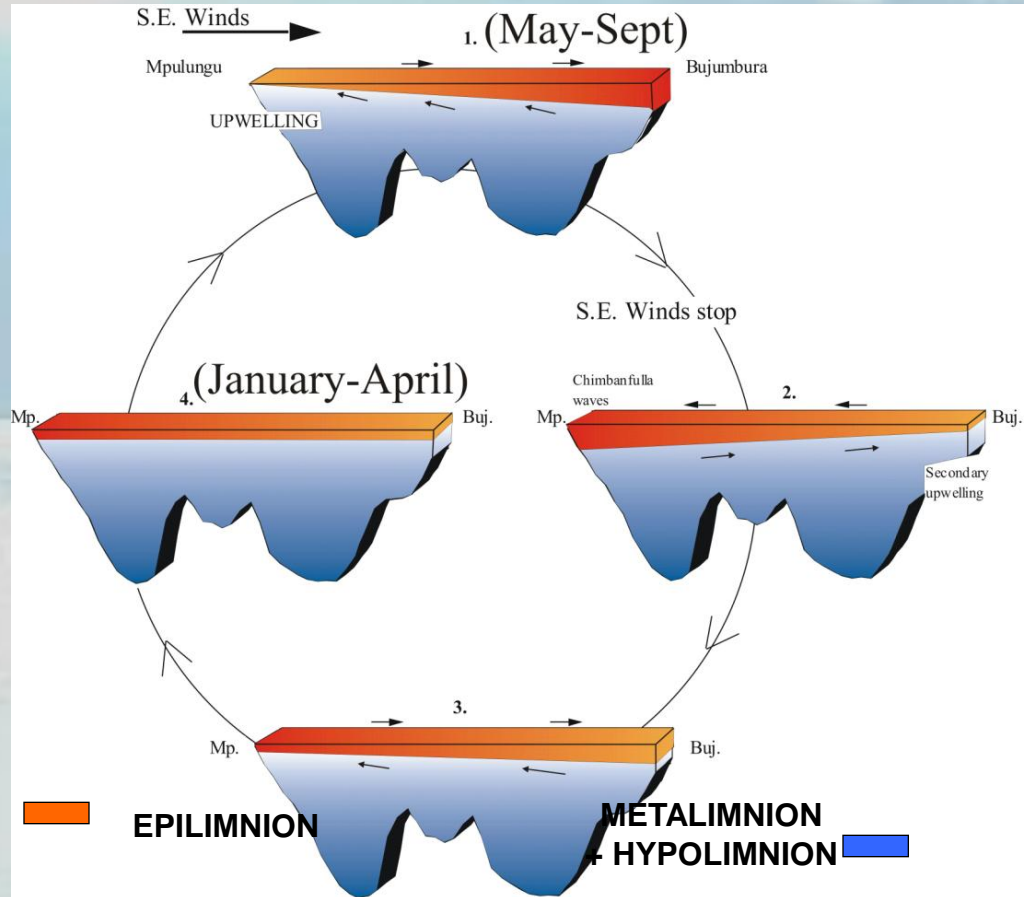 S.E. Winds
1. (May-Sept)
Mpulungu
Bujumbura
UPWELLING
S.E. Winds stop
4. (January-April)
Mp.
Buj.
Chimbanfulla
waves
2.
Mp.
Buj.
Secondary
upwelling
3.
Mp.
Buj.
EPILIMNION
METALIMNION
+ HYPOLIMNION